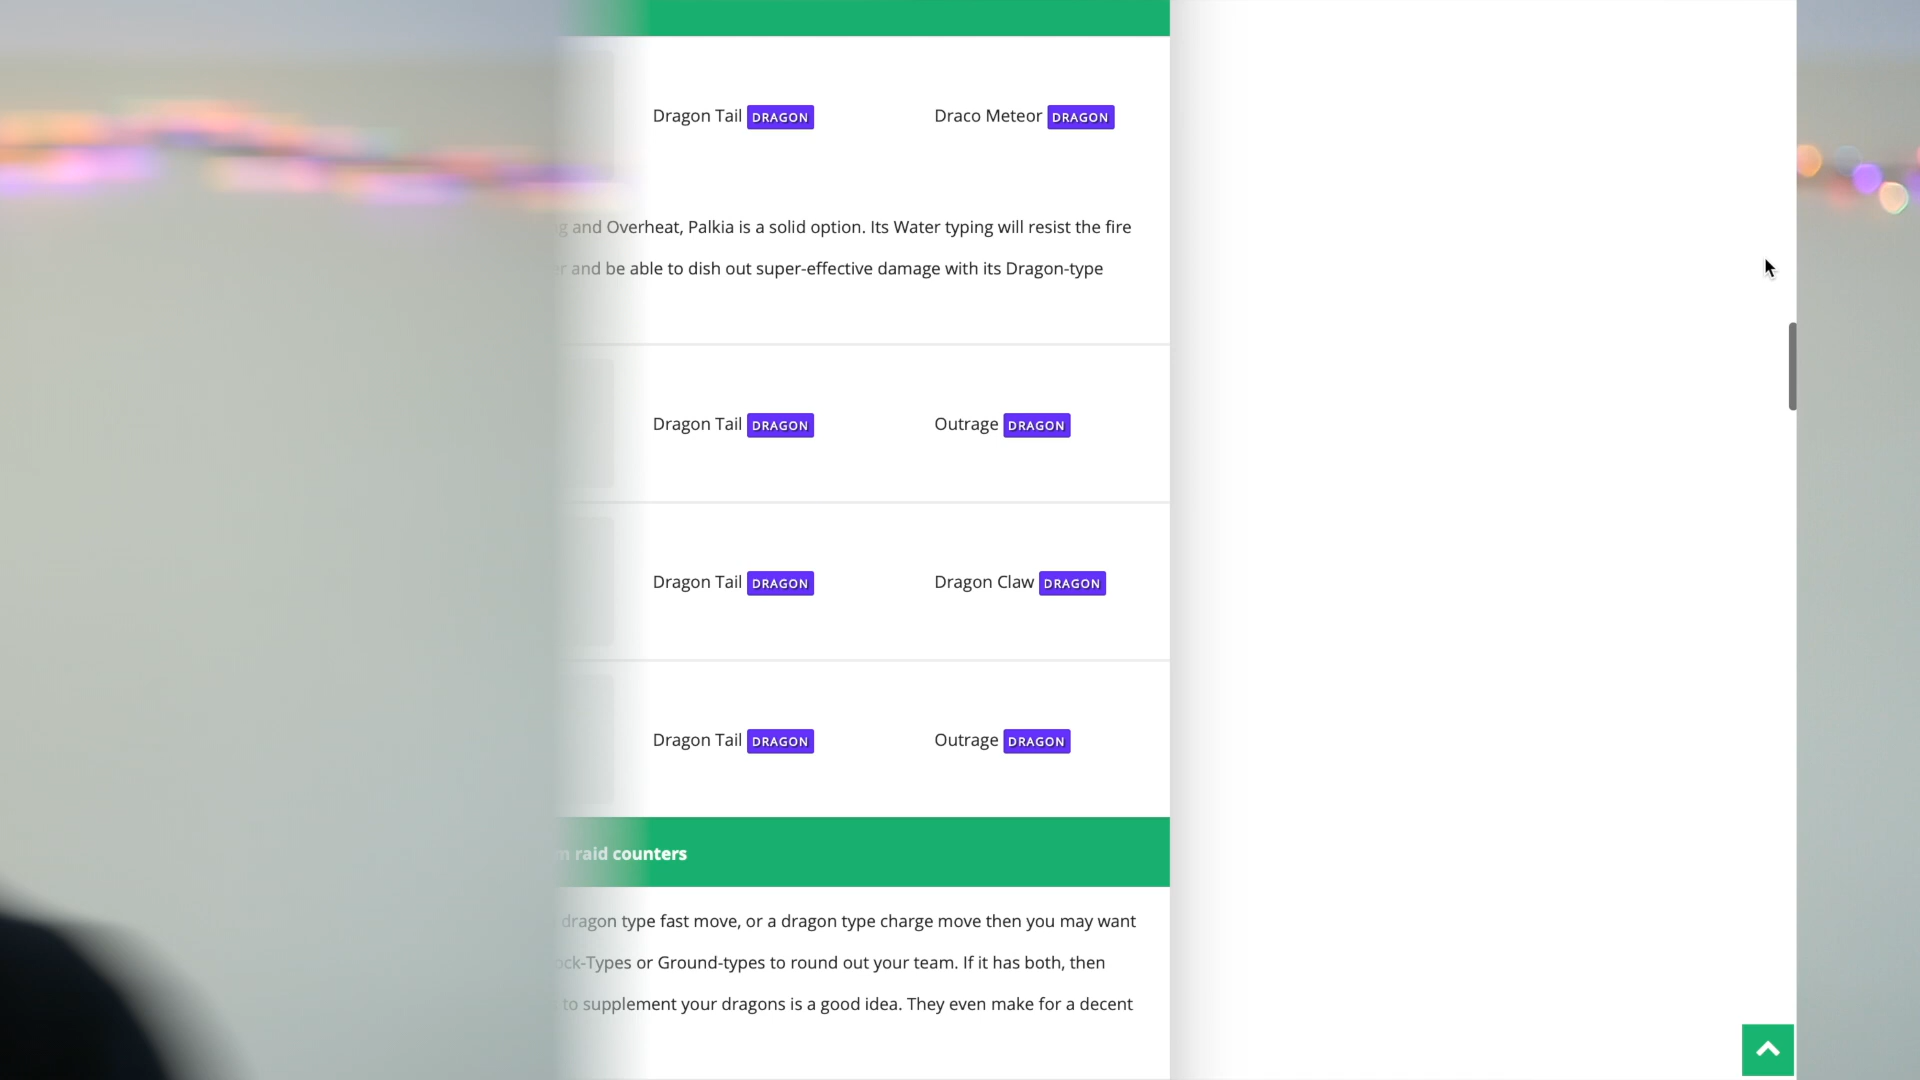 Dragon Tail DRAGON Draco Meteor DRAGON
and Overheat, Palkia is a solid option. Its Water typing will resist the fire
and be able to dish out super-effective damage with its Dragon-type
Dragon Tail DRAGON Outrage DRAGON
Dragon Tail DRAGON Dragon Claw DRAGON
Dragon Tail DRAGON Outrage DRAGON
raid counters
dragon type fast move, or a dragon type charge move then you may want
or Ground-types to round out your team. If it has both, then
to supplement your dragons is a good idea. They even make for a decent